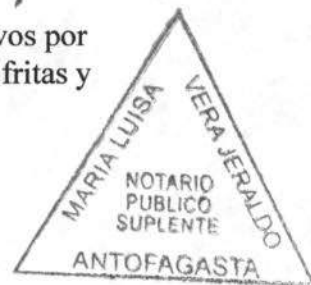 vos por
fritas y
MARIA LUISA
VERA JERALDO
NOTARIO
PUBLICO
SUPLENTE
ANTOFAGASTA